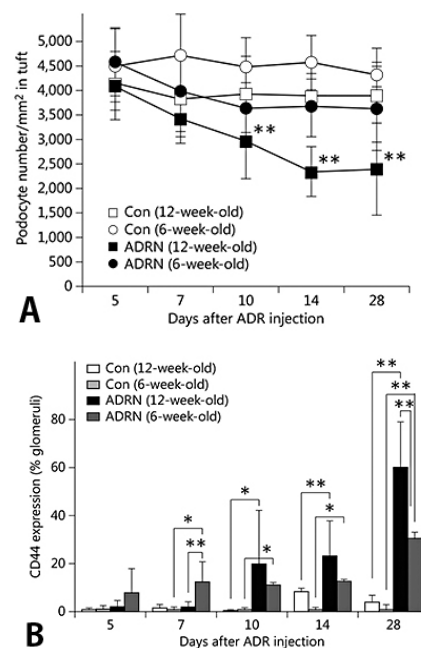 Podocyte number/mm² in tuft
5,000
4,500
4,000
3,500
3,000
2,500
2,000
1,500
1,000
500
0
**
**
**
Con (12-week-old)
Con (6-week-old)
ADRN (12-week-old)
ADRN (6-week-old)
5 7 10 14 28
Days after ADR injection
A
Con (12-week-old)
Con (6-week-old)
ADRN (12-week-old)
ADRN (6-week-old)
CD44 expression (% glomeruli)
80
60
40
20
0
*
**
*
*
**
*
**
**
**
5 7 10 14 28
Days after ADR injection
B